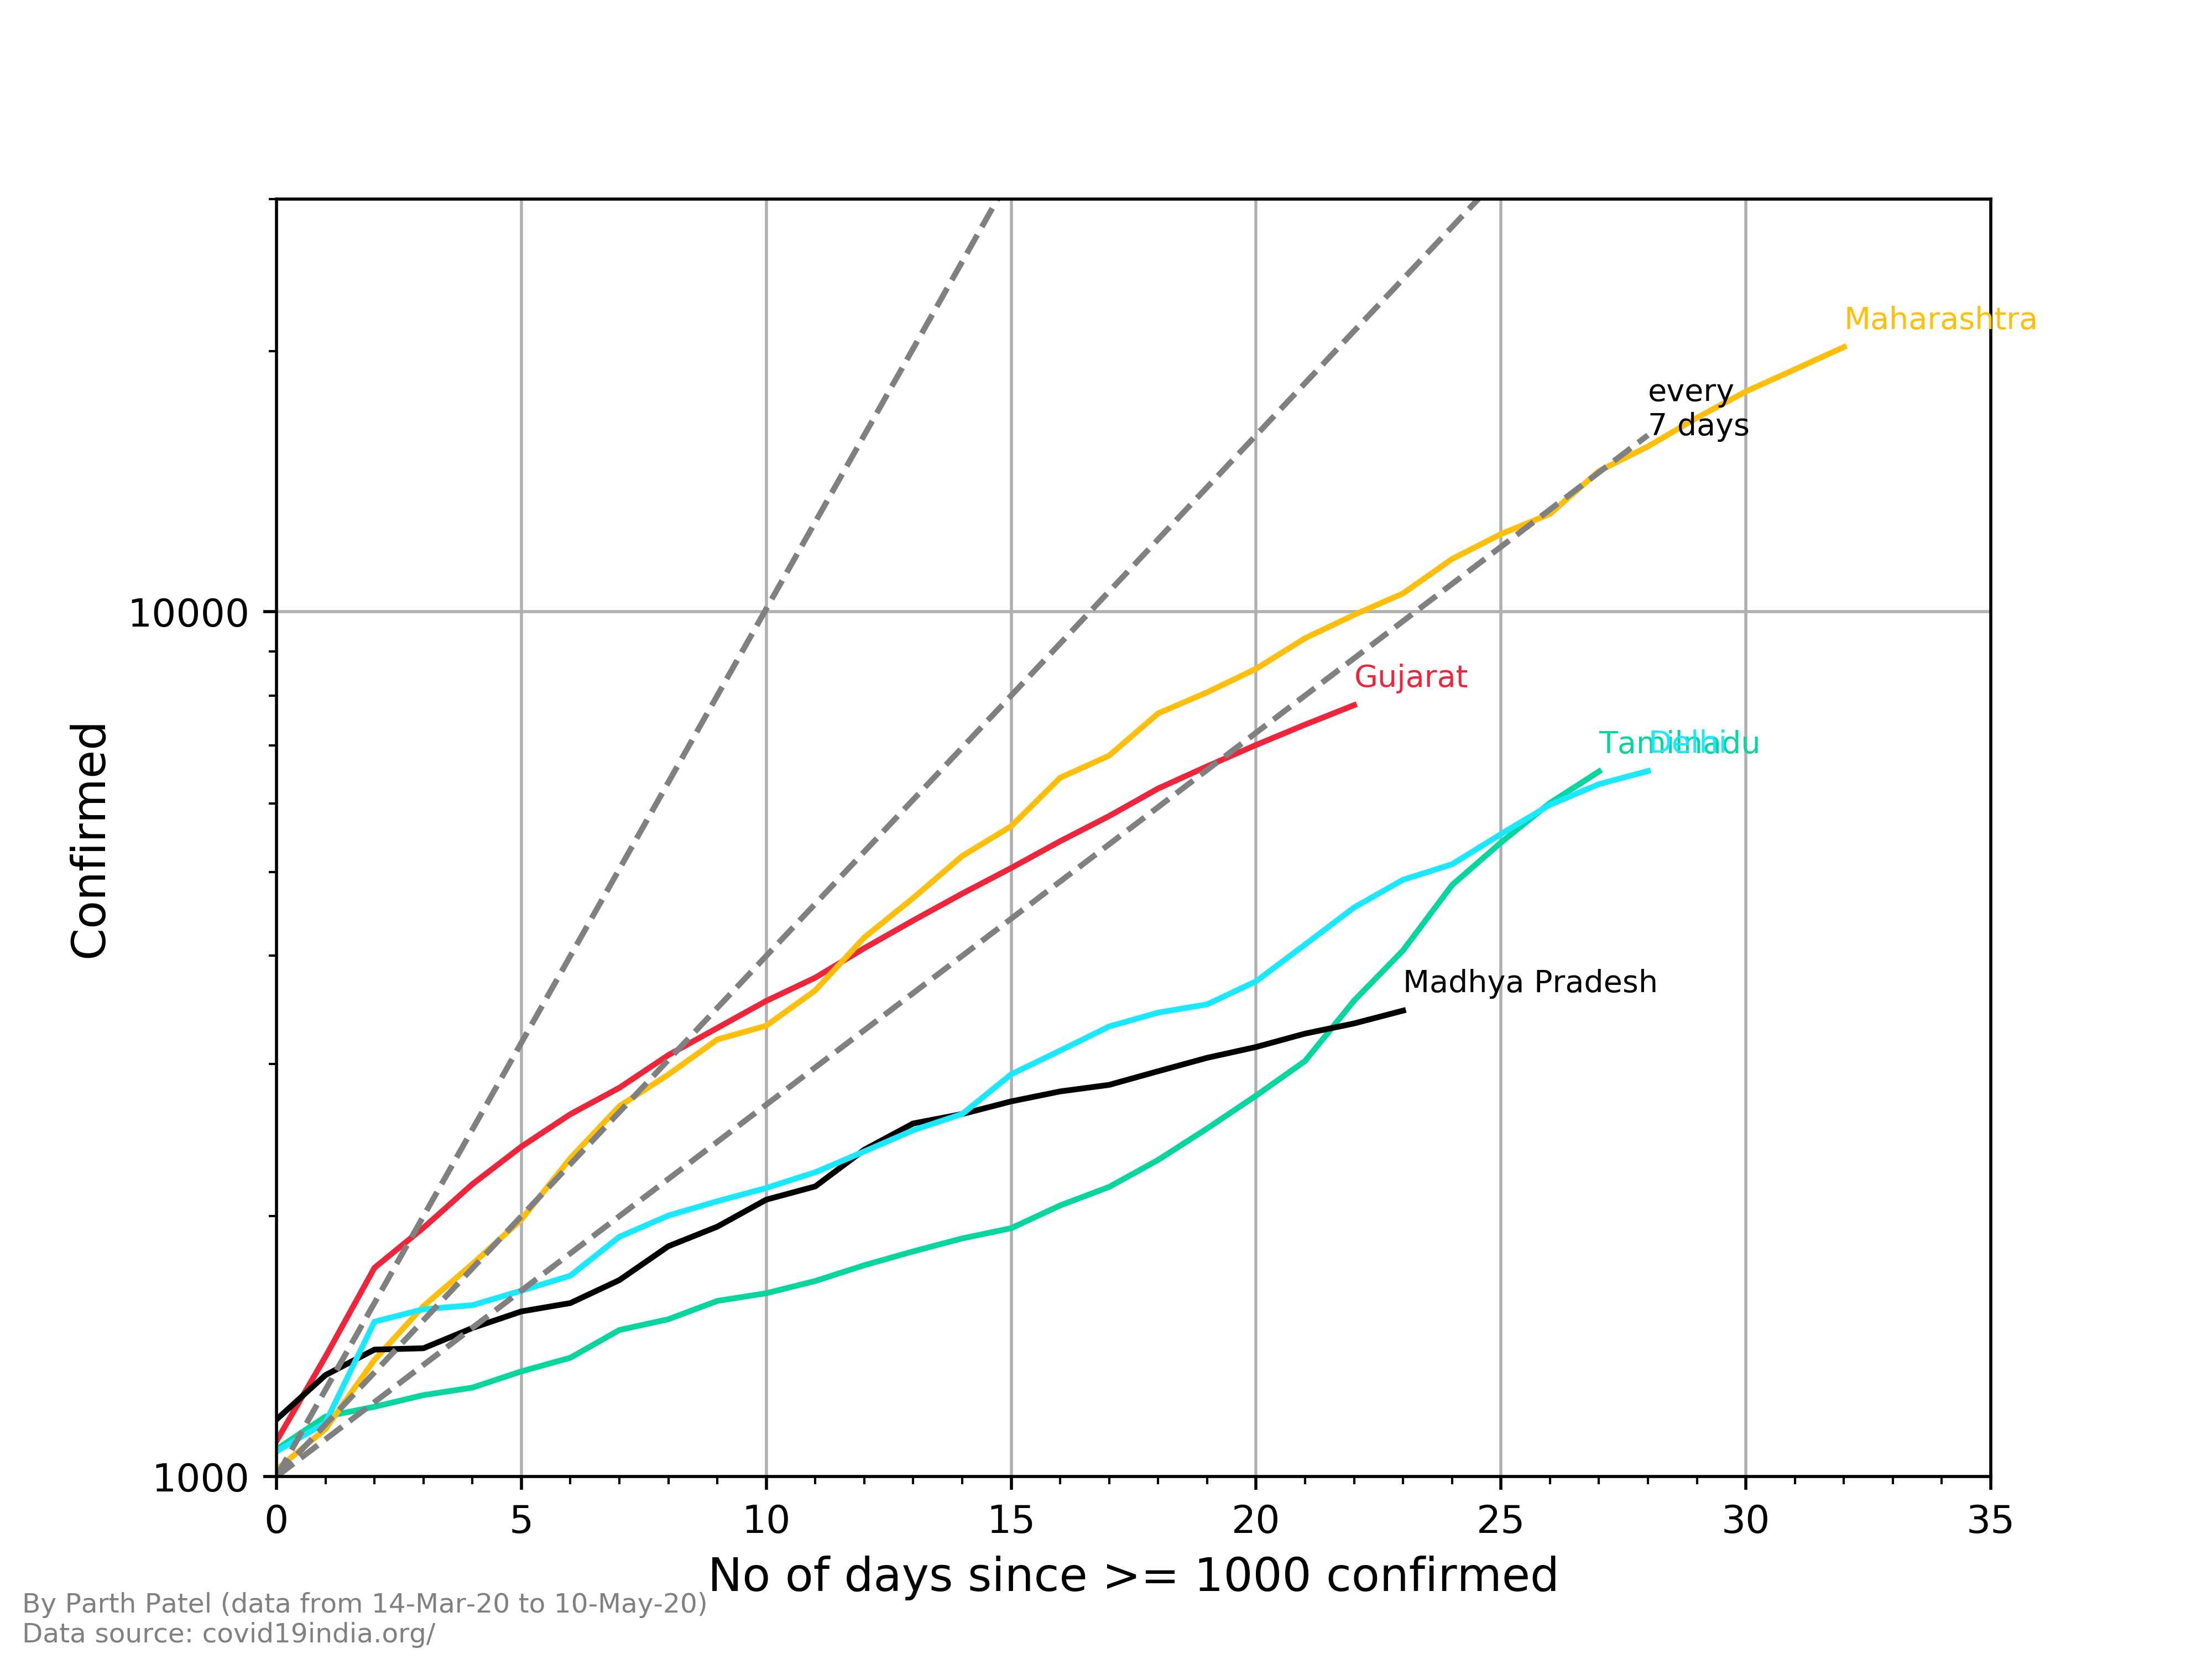 Maharashtra
every
7 days
10000
Gujarat
Tamilnadu
Delhi
Confirmed
Madhya Pradesh
1000
0 5 10 15 20 25 30 35
No of days since >= 1000 confirmed
By Parth Patel (data from 14-Mar-20 to 10-May-20)
Data source: covid19india.org/